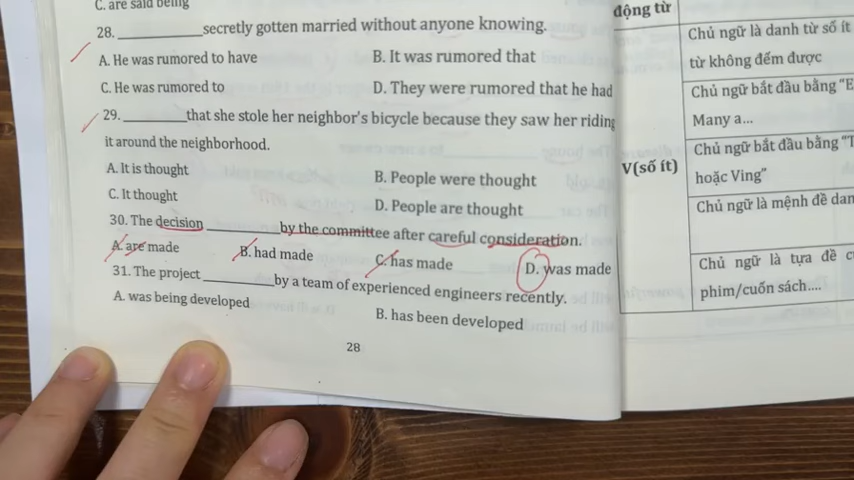 C. are said being
28. __________secretly gotten married without anyone knowing.
A. He was rumored to have
B. It was rumored that
C. He was rumored to
D. They were rumored that he had
29. ________that she stole her neighbor's bicycle because they saw her riding
it around the neighborhood.
A. It is thought
B. People were thought
C. It thought
D. People are thought
30. The decision _________by the committee after careful consideration.
A. are made
B. had made
C. has made
D. was made
31. The project _________by a team of experienced engineers recently.
A. was being developed
B. has been developed
28
động từ
V(số ít)
Chủ ngữ là danh từ số ít
từ không đếm được
Chủ ngữ bắt đầu bằng "E
Many a...
Chủ ngữ bắt đầu bằng "T
hoặc Ving"
Chủ ngữ là mệnh đề dan
Chủ ngữ là tựa đề c
phim/cuốn sách....